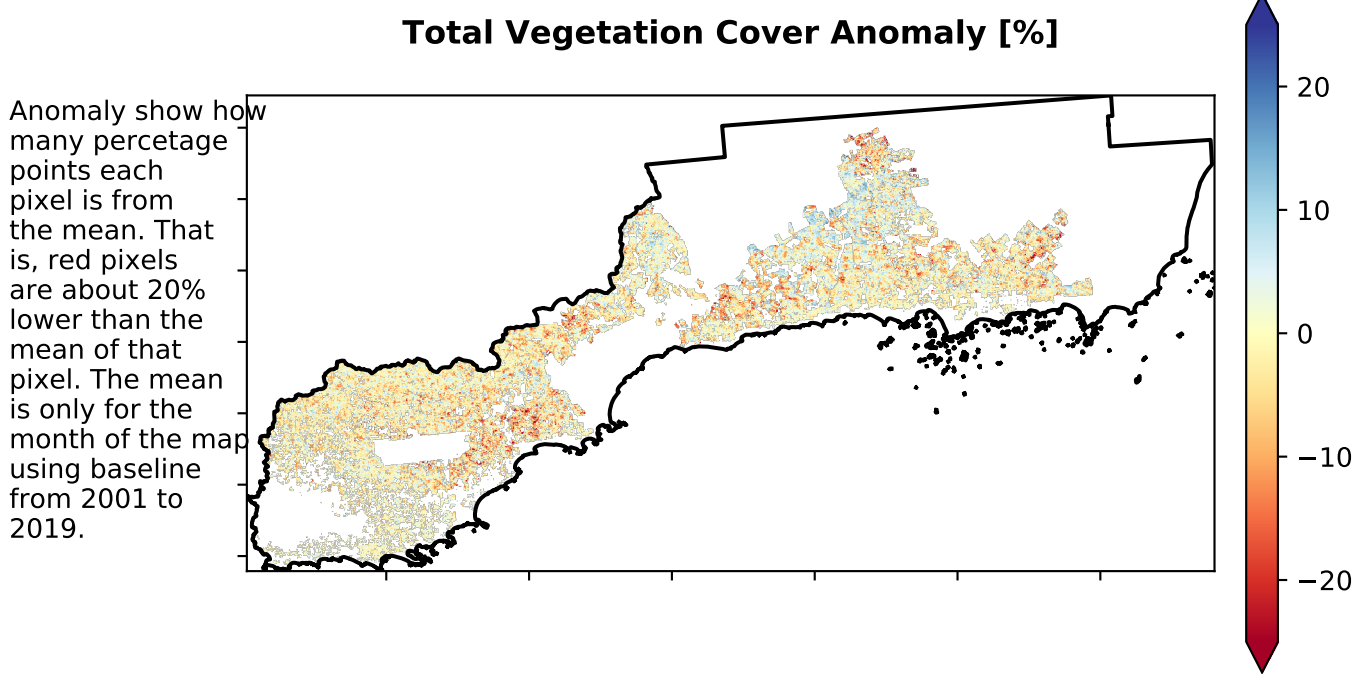 Total Vegetation Cover Anomaly [%]
Anomaly show how
many percetage
points each
pixel is from
the mean. That
is, red pixels
are about 20%
lower than the
mean of that
pixel. The mean
is only for the
month of the map
using baseline
from 2001 to
2019.
20
10
0
−10
−20